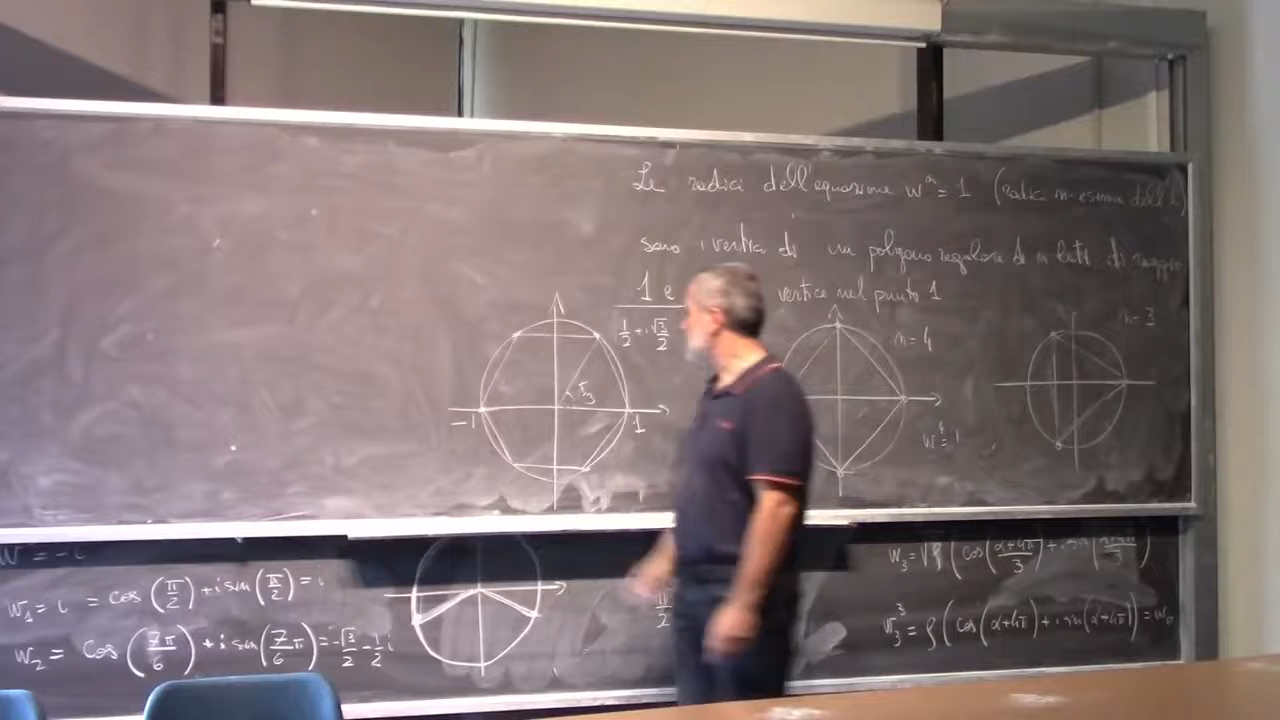 Le radici dell'equazione wⁿ = 1 (radici n-esime dell'1)
sono i vertici di un poligono regolare di n lati, di raggio
1 e vertice nel punto 1
1/2 + i √3/2
π/3
-1
1
n = 4
w⁴ = 1
n = 3
W = -i
w₁ = i = cos(π/2) + i sin(π/2) = i
w₂ = cos(7π/6) + i sin(7π/6) = -√3/2 - 1/2 i
π/2
w₃ = ∛ρ (cos((α+4π)/3) + i sin((α+4π)/3))
w₃³ = ρ (cos(α+4π) + i sin(α+4π)) = w₀